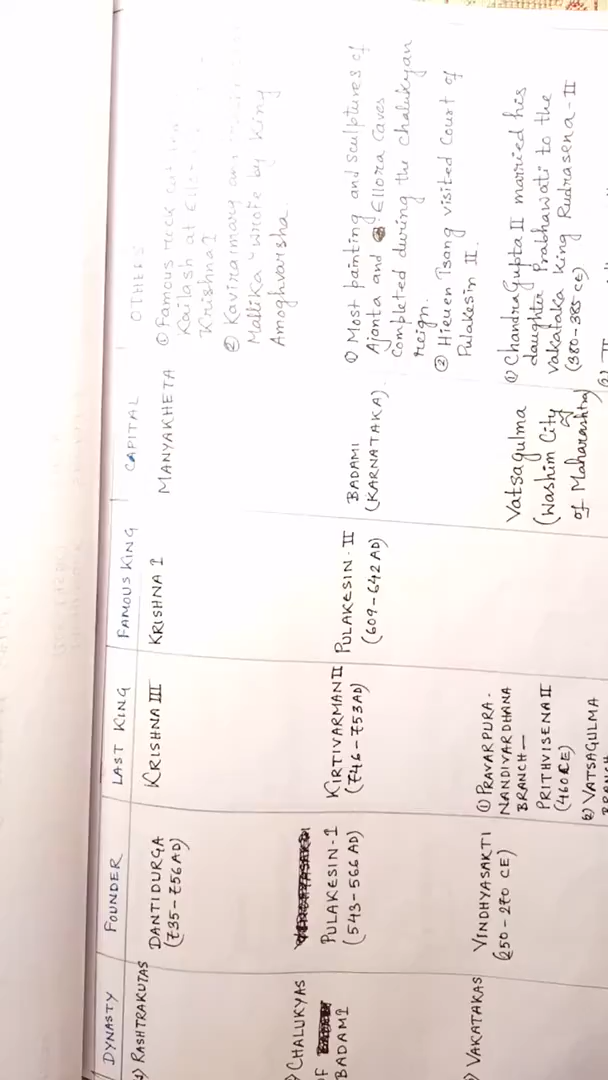 DYNASTY FOUNDER LAST KING FAMOUS KING CAPITAL OTHERS
1) RASHTRAKUTAS
DANTIDURGA
(735-756AD)
KRISHNA III
KRISHNA I
MANYAKHETA
① Famous rock cut
Kailash at
Krishna I
② Kavirajmarg
Mallika wrote by King
Amoghvarsha.
) CHALUKYAS
OF
BADAMI
PULAKESIN-I
(543-566 AD)
KIRTIVARMAN II
(746-753AD)
PULAKESIN-II
(609-642AD)
BADAMI
(KARNATAKA).
① Most painting and sculptures of
Ajanta and Ellora Caves
completed during the chalukyan
reign.
② Hieuen Tsang visited Court of
Pulakesin II.
) VAKATAKAS
VINDHYASAKTI
(250-270 CE)
① PRAVARPURA-
NANDIVARDHANA
BRANCH—
PRITHVISENA II
(460CE)
2) VATSAGULMA
BRANCH
Vatsagulma
(Washim City
of Maharashtra)
① Chandragupta II married his
daughter Prabhawati to the
vakataka king Rudrasena-II
(380-385 CE)